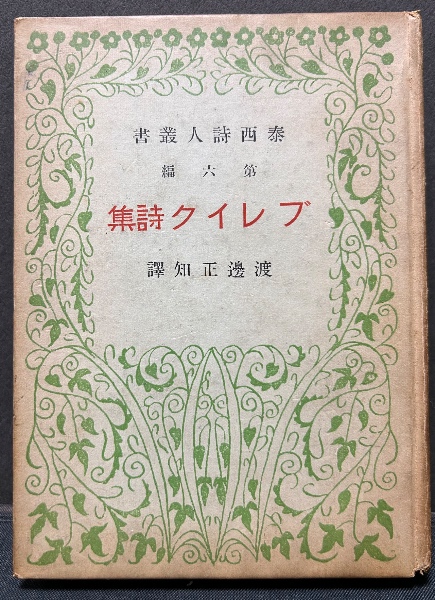 泰西詩人叢書
第六編
ブレイク詩集
渡邊正知譯